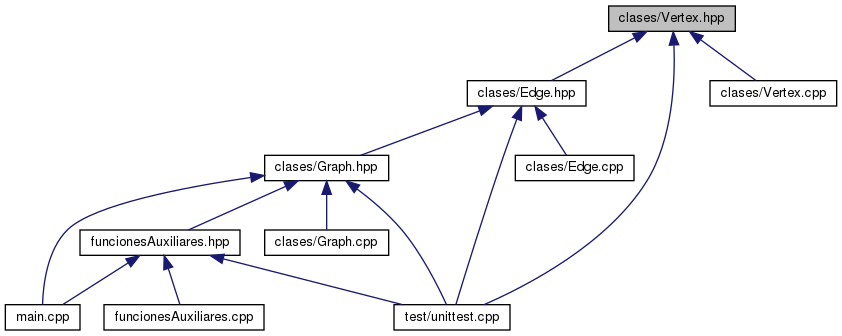 clases/Vertex.hpp
clases/Edge.hpp
clases/Vertex.cpp
clases/Graph.hpp
clases/Edge.cpp
funcionesAuxiliares.hpp
clases/Graph.cpp
main.cpp
funcionesAuxiliares.cpp
test/unittest.cpp